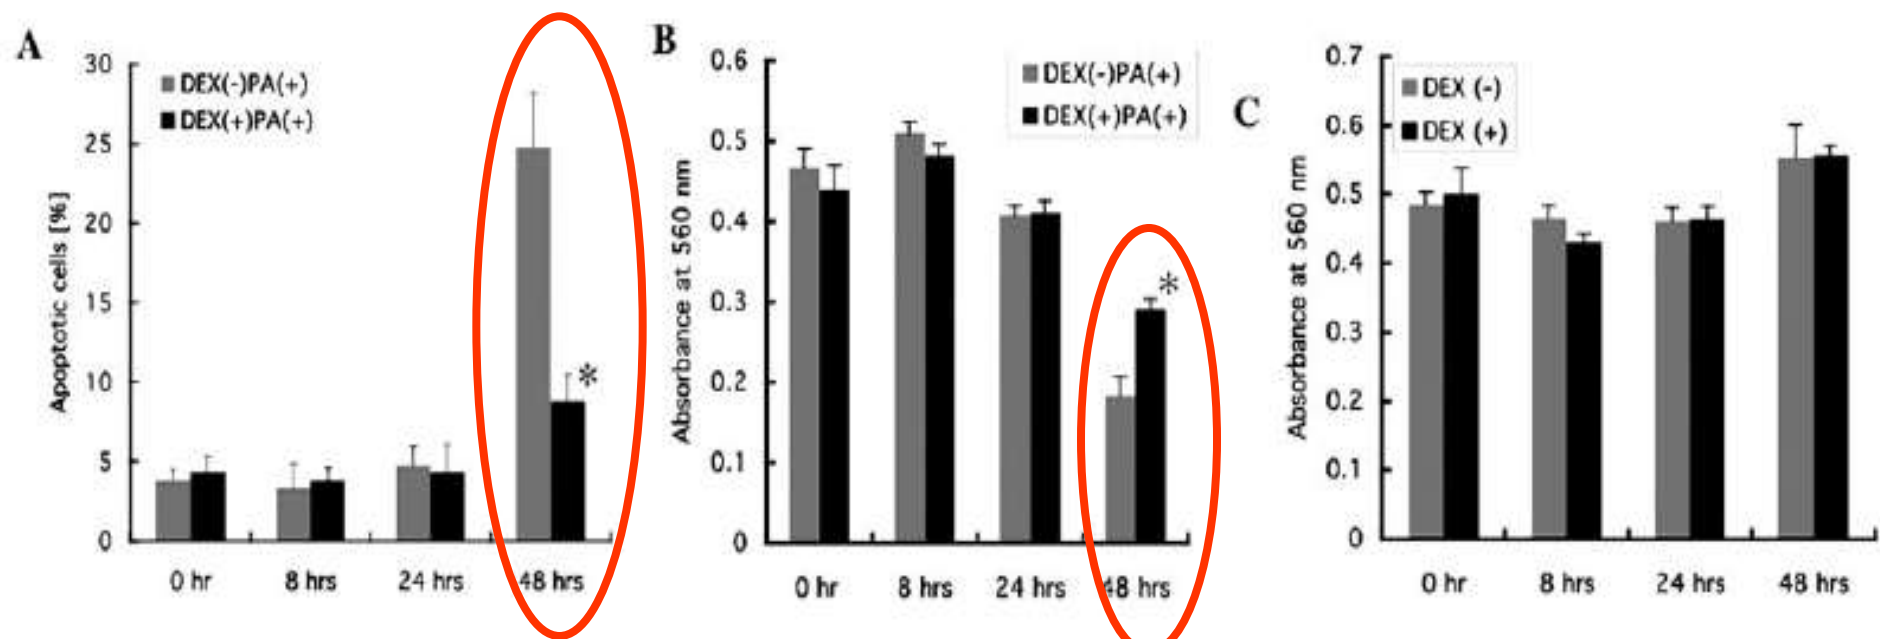 A
30
25
20
15
10
5
0
Apoptotic cells [%]
DEX(-)PA(+)
DEX(+)PA(+)
*
0 hr 8 hrs 24 hrs 48 hrs
B
0.6
0.5
0.4
0.3
0.2
0.1
0
Absorbance at 560 nm
DEX(-)PA(+)
DEX(+)PA(+)
*
0 hr 8 hrs 24 hrs 48 hrs
C
0.7
0.6
0.5
0.4
0.3
0.2
0.1
0
Absorbance at 560 nm
DEX (-)
DEX (+)
0 hr 8 hrs 24 hrs 48 hrs